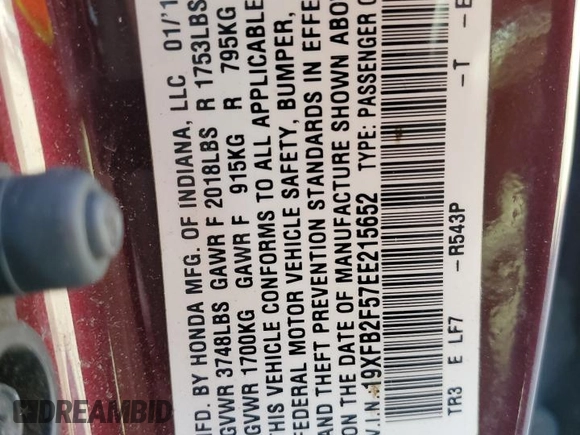 MFD. BY HONDA MFG. OF INDIANA, LLC 01/1
GVWR 3748LBS GAWR F 2018LBS R 1753LBS
GVWR 1700KG GAWR F 915KG R 795KG
THIS VEHICLE CONFORMS TO ALL APPLICABLE
FEDERAL MOTOR VEHICLE SAFETY, BUMPER,
AND THEFT PREVENTION STANDARDS IN EFFE
ON THE DATE OF MANUFACTURE SHOWN ABOV
V.I.N.: 19XFB2F57EE215652 TYPE: PASSENGER C
TR3 E LF7 -R543P -T -E
DREAMBID